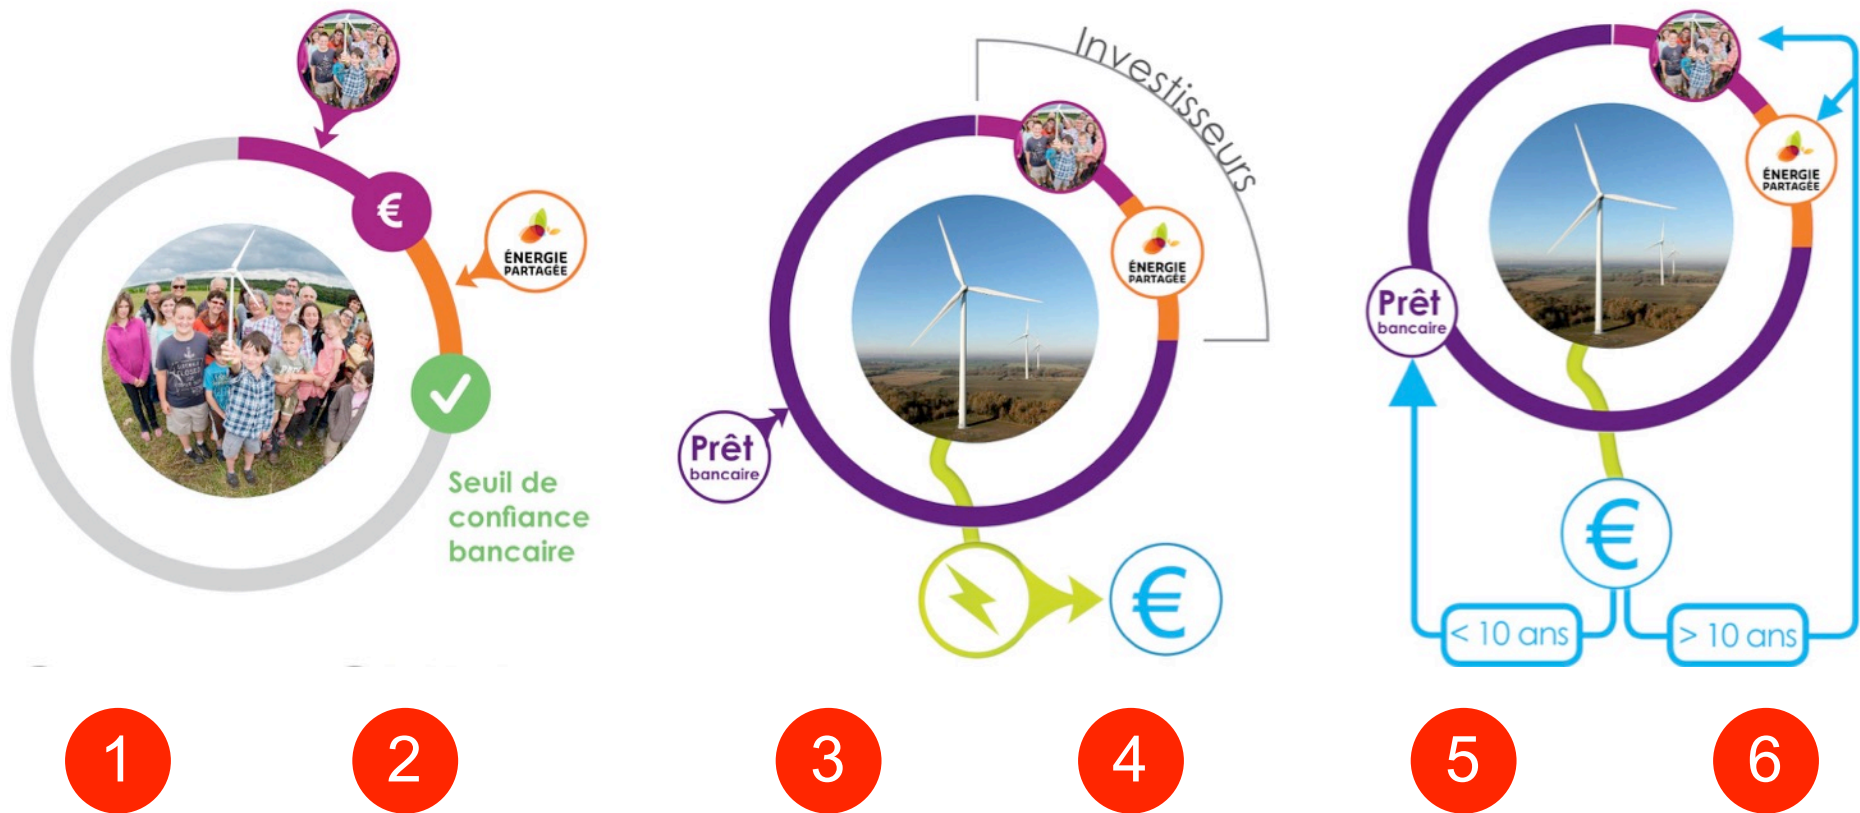 €
ÉNERGIE
PARTAGÉE
Seuil de
confiance
bancaire
Investisseurs
ÉNERGIE
PARTAGÉE
Prêt
bancaire
€
ÉNERGIE
PARTAGÉE
Prêt
bancaire
€
< 10 ans
> 10 ans
1
2
3
4
5
6